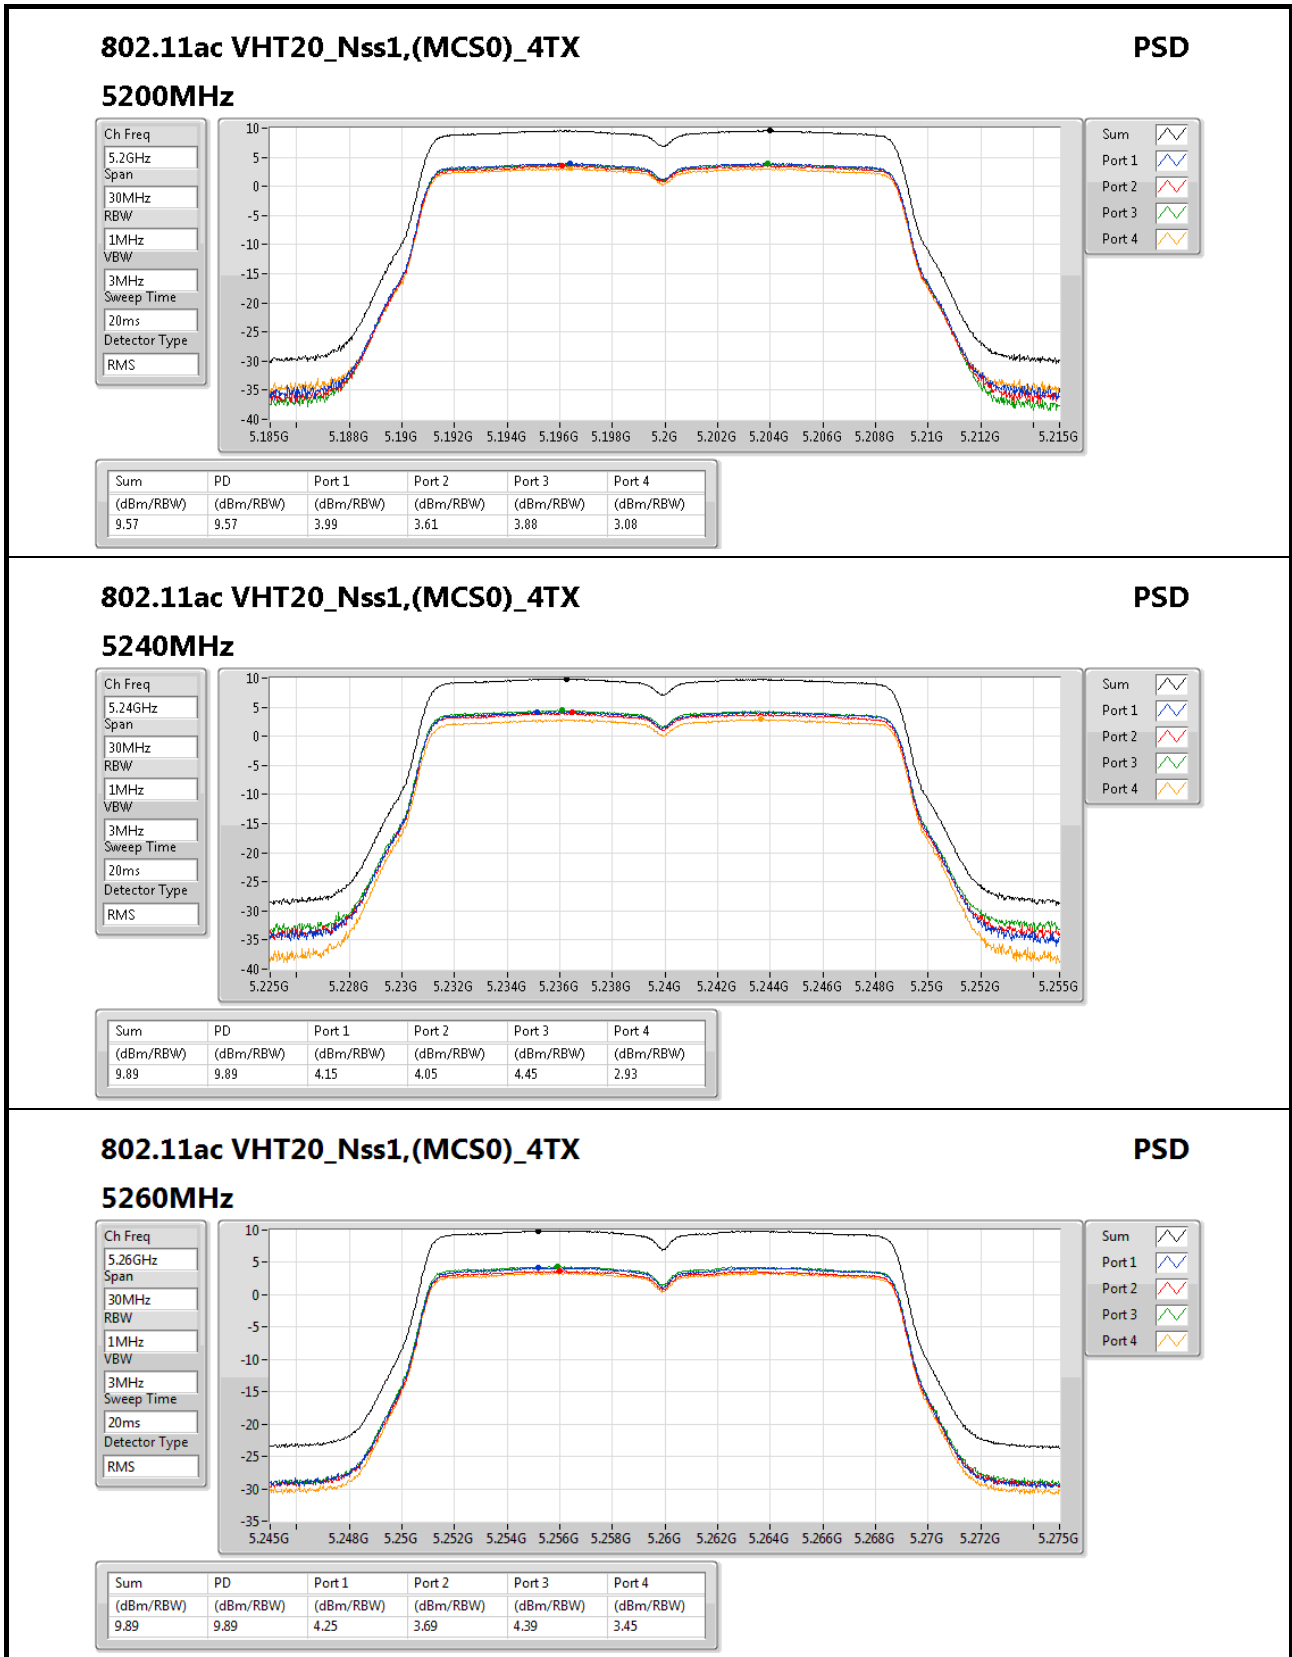 802.11ac VHT20_Nss1,(MCS0)_4TX PSD
5200MHz
Ch Freq
5.2GHz
Span
30MHz
RBW
1MHz
VBW
3MHz
Sweep Time
20ms
Detector Type
RMS
10
5
0
-5
-10
-15
-20
-25
-30
-35
-40
5.185G 5.188G 5.19G 5.192G 5.194G 5.196G 5.198G 5.2G 5.202G 5.204G 5.206G 5.208G 5.21G 5.212G 5.215G
Sum
Port 1
Port 2
Port 3
Port 4
Sum PD Port 1 Port 2 Port 3 Port 4
(dBm/RBW) (dBm/RBW) (dBm/RBW) (dBm/RBW) (dBm/RBW) (dBm/RBW)
9.57 9.57 3.99 3.61 3.88 3.08
802.11ac VHT20_Nss1,(MCS0)_4TX PSD
5240MHz
Ch Freq
5.24GHz
Span
30MHz
RBW
1MHz
VBW
3MHz
Sweep Time
20ms
Detector Type
RMS
10
5
0
-5
-10
-15
-20
-25
-30
-35
-40
5.225G 5.228G 5.23G 5.232G 5.234G 5.236G 5.238G 5.24G 5.242G 5.244G 5.246G 5.248G 5.25G 5.252G 5.255G
Sum
Port 1
Port 2
Port 3
Port 4
Sum PD Port 1 Port 2 Port 3 Port 4
(dBm/RBW) (dBm/RBW) (dBm/RBW) (dBm/RBW) (dBm/RBW) (dBm/RBW)
9.89 9.89 4.15 4.05 4.45 2.93
802.11ac VHT20_Nss1,(MCS0)_4TX PSD
5260MHz
Ch Freq
5.26GHz
Span
30MHz
RBW
1MHz
VBW
3MHz
Sweep Time
20ms
Detector Type
RMS
10
5
0
-5
-10
-15
-20
-25
-30
-35
5.245G 5.248G 5.25G 5.252G 5.254G 5.256G 5.258G 5.26G 5.262G 5.264G 5.266G 5.268G 5.27G 5.272G 5.275G
Sum
Port 1
Port 2
Port 3
Port 4
Sum PD Port 1 Port 2 Port 3 Port 4
(dBm/RBW) (dBm/RBW) (dBm/RBW) (dBm/RBW) (dBm/RBW) (dBm/RBW)
9.89 9.89 4.25 3.69 4.39 3.45